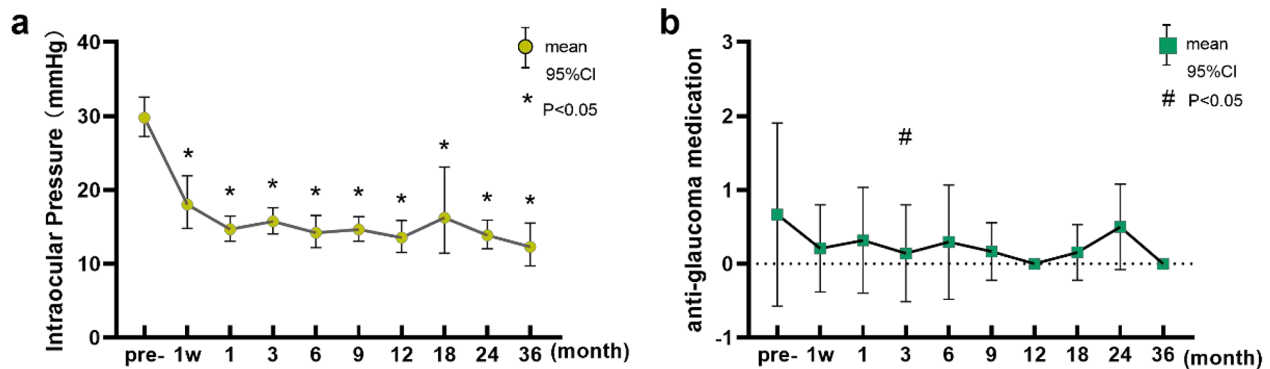 a
Intraocular Pressure (mmHg)
40
30
20
10
0
* * * * * * * * *
mean
95%CI
* P<0.05
pre- 1w 1 3 6 9 12 18 24 36 (month)
b
anti-glaucoma medication
3
2
1
0
-1
#
mean
95%CI
# P<0.05
pre- 1w 1 3 6 9 12 18 24 36 (month)